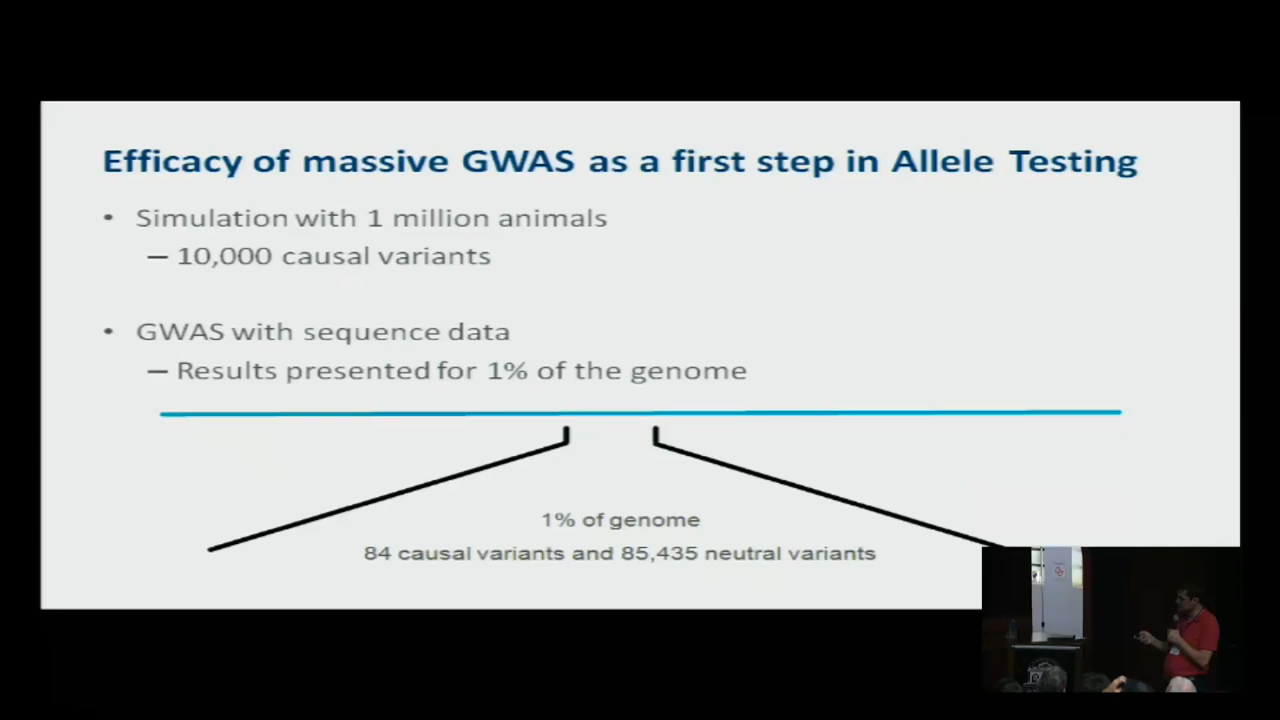 Efficacy of massive GWAS as a first step in Allele Testing
• Simulation with 1 million animals
– 10,000 causal variants
• GWAS with sequence data
– Results presented for 1% of the genome
1% of genome
84 causal variants and 85,435 neutral variants